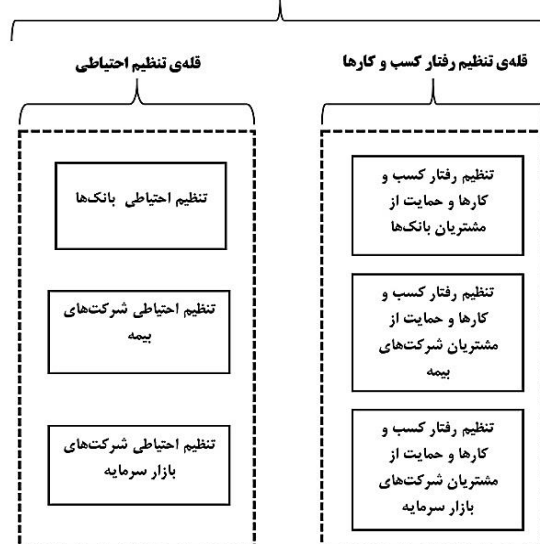 قله‌ی تنظیم رفتار کسب و کارها
قله‌ی تنظیم احتیاطی
تنظیم رفتار کسب و
کارها و حمایت از
مشتریان بانک‌ها
تنظیم رفتار کسب و
کارها و حمایت از
مشتریان شرکت‌های
بیمه
تنظیم رفتار کسب و
کارها و حمایت از
مشتریان شرکت‌های
بازار سرمایه
تنظیم احتیاطی بانک‌ها
تنظیم احتیاطی شرکت‌های
بیمه
تنظیم احتیاطی شرکت‌های
بازار سرمایه